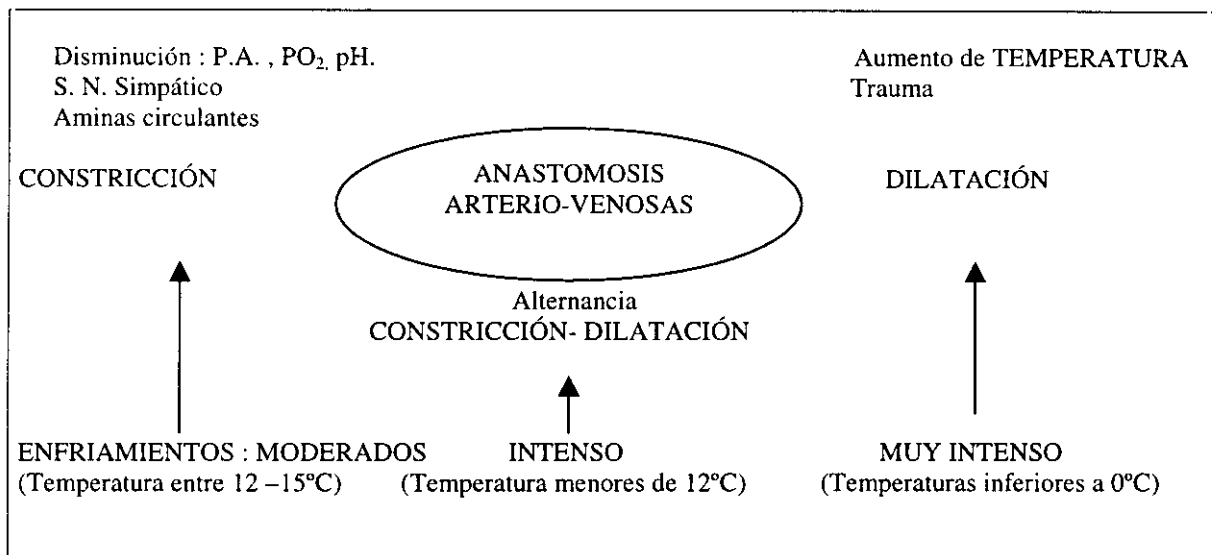 Disminución : P.A. , PO2, pH.
S. N. Simpático
Aminas circulantes
Aumento de TEMPERATURA
Trauma
CONSTRICCIÓN
ANASTOMOSIS
ARTERIO-VENOSAS
DILATACIÓN
Alternancia
CONSTRICCIÓN- DILATACIÓN
ENFRIAMIENTOS : MODERADOS
(Temperatura entre 12 –15ºC)
INTENSO
(Temperatura menores de 12ºC)
MUY INTENSO
(Temperaturas inferiores a 0ºC)